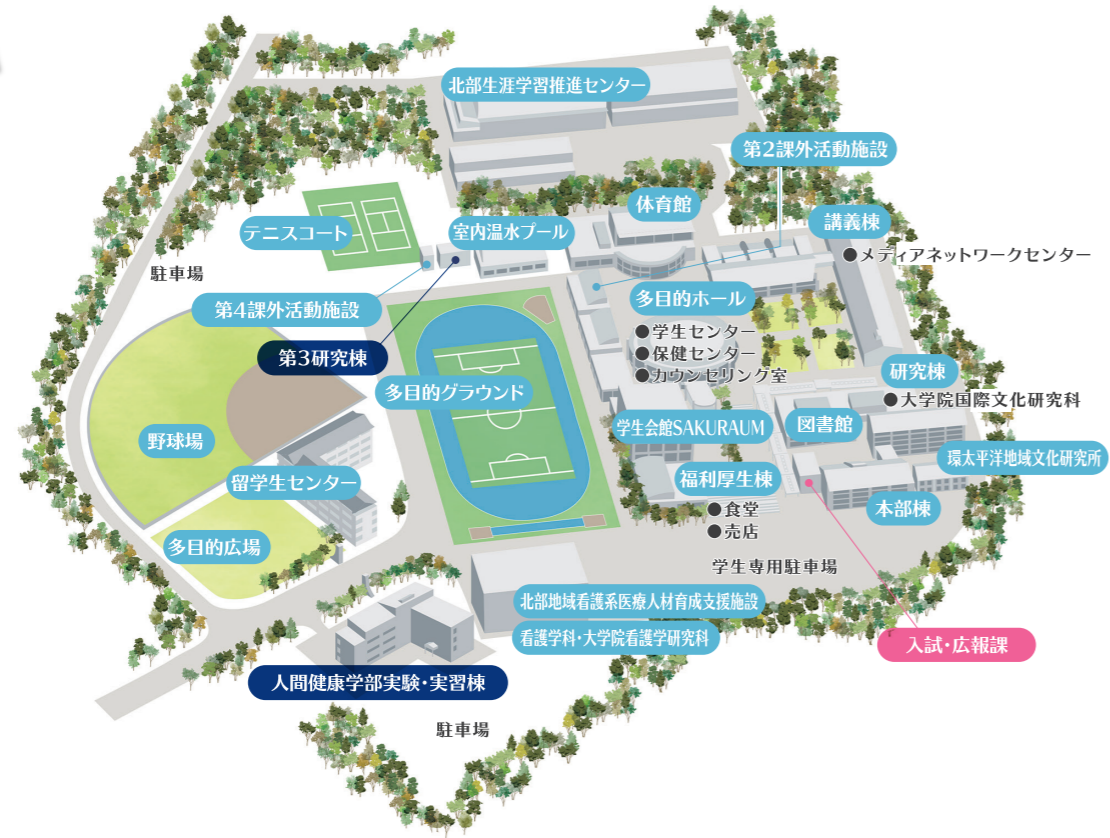 北部生涯学習推進センター
第2課外活動施設
体育館
講義棟
●メディアネットワークセンター
テニスコート
室内温水プール
駐車場
第4課外活動施設
多目的ホール
●学生センター
●保健センター
●カウンセリング室
第3研究棟
研究棟
●大学院国際文化研究科
多目的グラウンド
学生会館SAKURAUM
図書館
野球場
環太平洋地域文化研究所
留学生センター
福利厚生棟
●食堂
●売店
本部棟
多目的広場
学生専用駐車場
北部地域看護系医療人材育成支援施設
看護学科・大学院看護学研究科
入試・広報課
人間健康学部実験・実習棟
駐車場